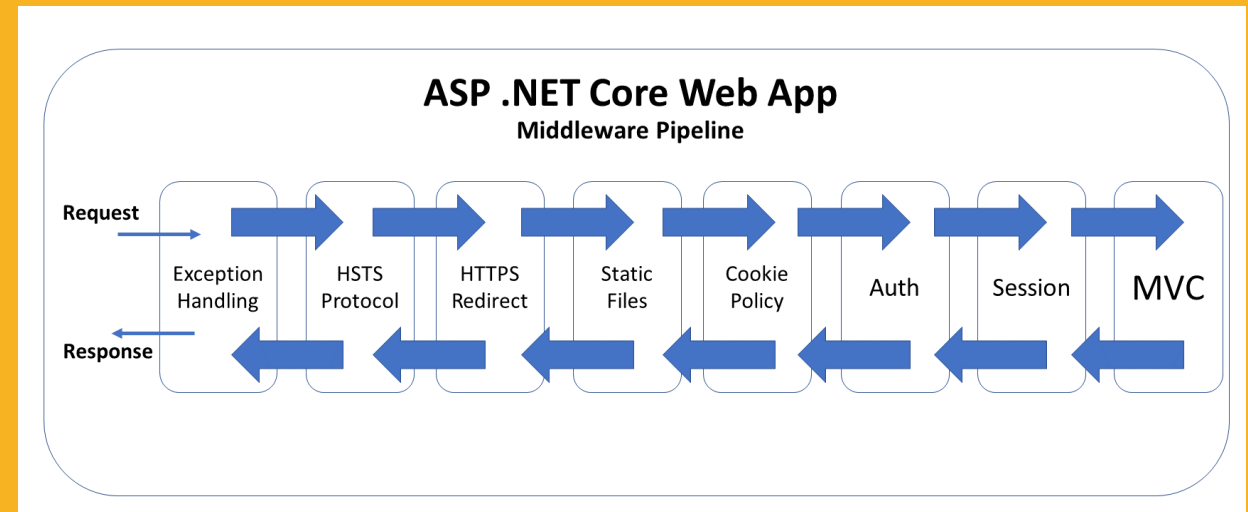 ASP .NET Core Web App
Middleware Pipeline
Request
Exception
Handling
HSTS
Protocol
HTTPS
Redirect
Static
Files
Cookie
Policy
Auth
Session
MVC
Response